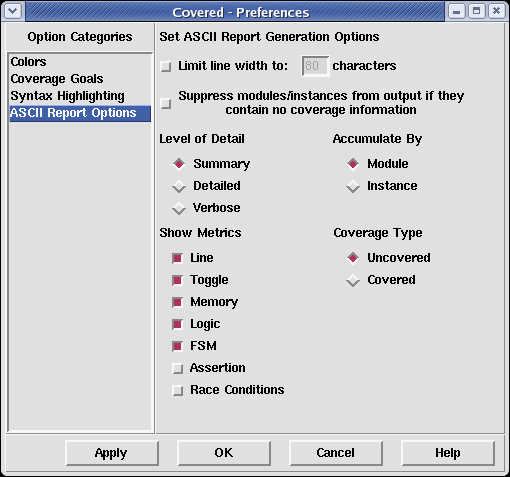 Covered - Preferences
Option Categories
Colors
Coverage Goals
Syntax Highlighting
ASCII Report Options
Set ASCII Report Generation Options
Limit line width to: 80 characters
Suppress modules/instances from output if they
contain no coverage information
Level of Detail
Summary
Detailed
Verbose
Accumulate By
Module
Instance
Show Metrics
Line
Toggle
Memory
Logic
FSM
Assertion
Race Conditions
Coverage Type
Uncovered
Covered
Apply
OK
Cancel
Help